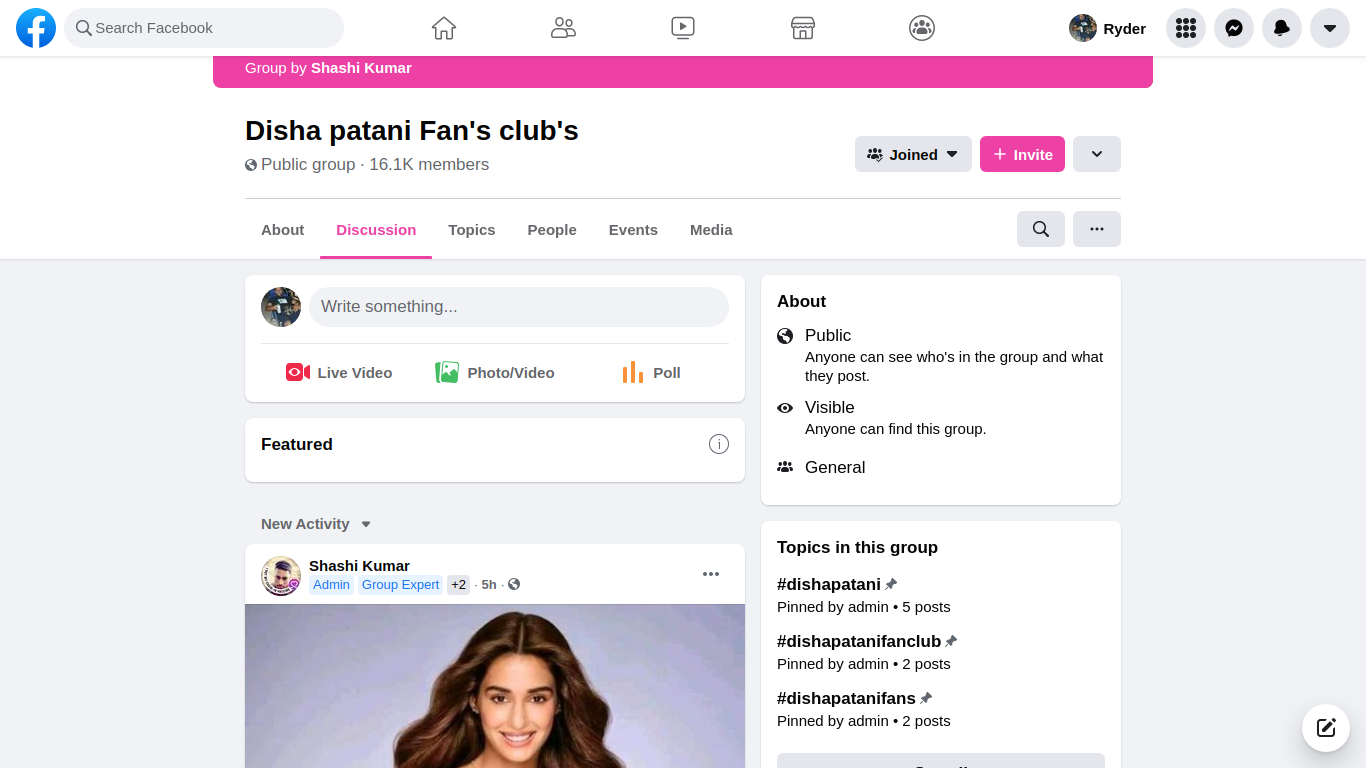 Search Facebook
Ryder
Group by Shashi Kumar
Disha patani Fan's club's
Public group · 16.1K members
Joined
Invite
About
Discussion
Topics
People
Events
Media
Write something...
Live Video
Photo/Video
Poll
Featured
New Activity
Shashi Kumar
Admin Group Expert +2 · 5h ·
About
Public
Anyone can see who's in the group and what
they post.
Visible
Anyone can find this group.
General
Topics in this group
#dishapatani
Pinned by admin • 5 posts
#dishapatanifanclub
Pinned by admin • 2 posts
#dishapatanifans
Pinned by admin • 2 posts